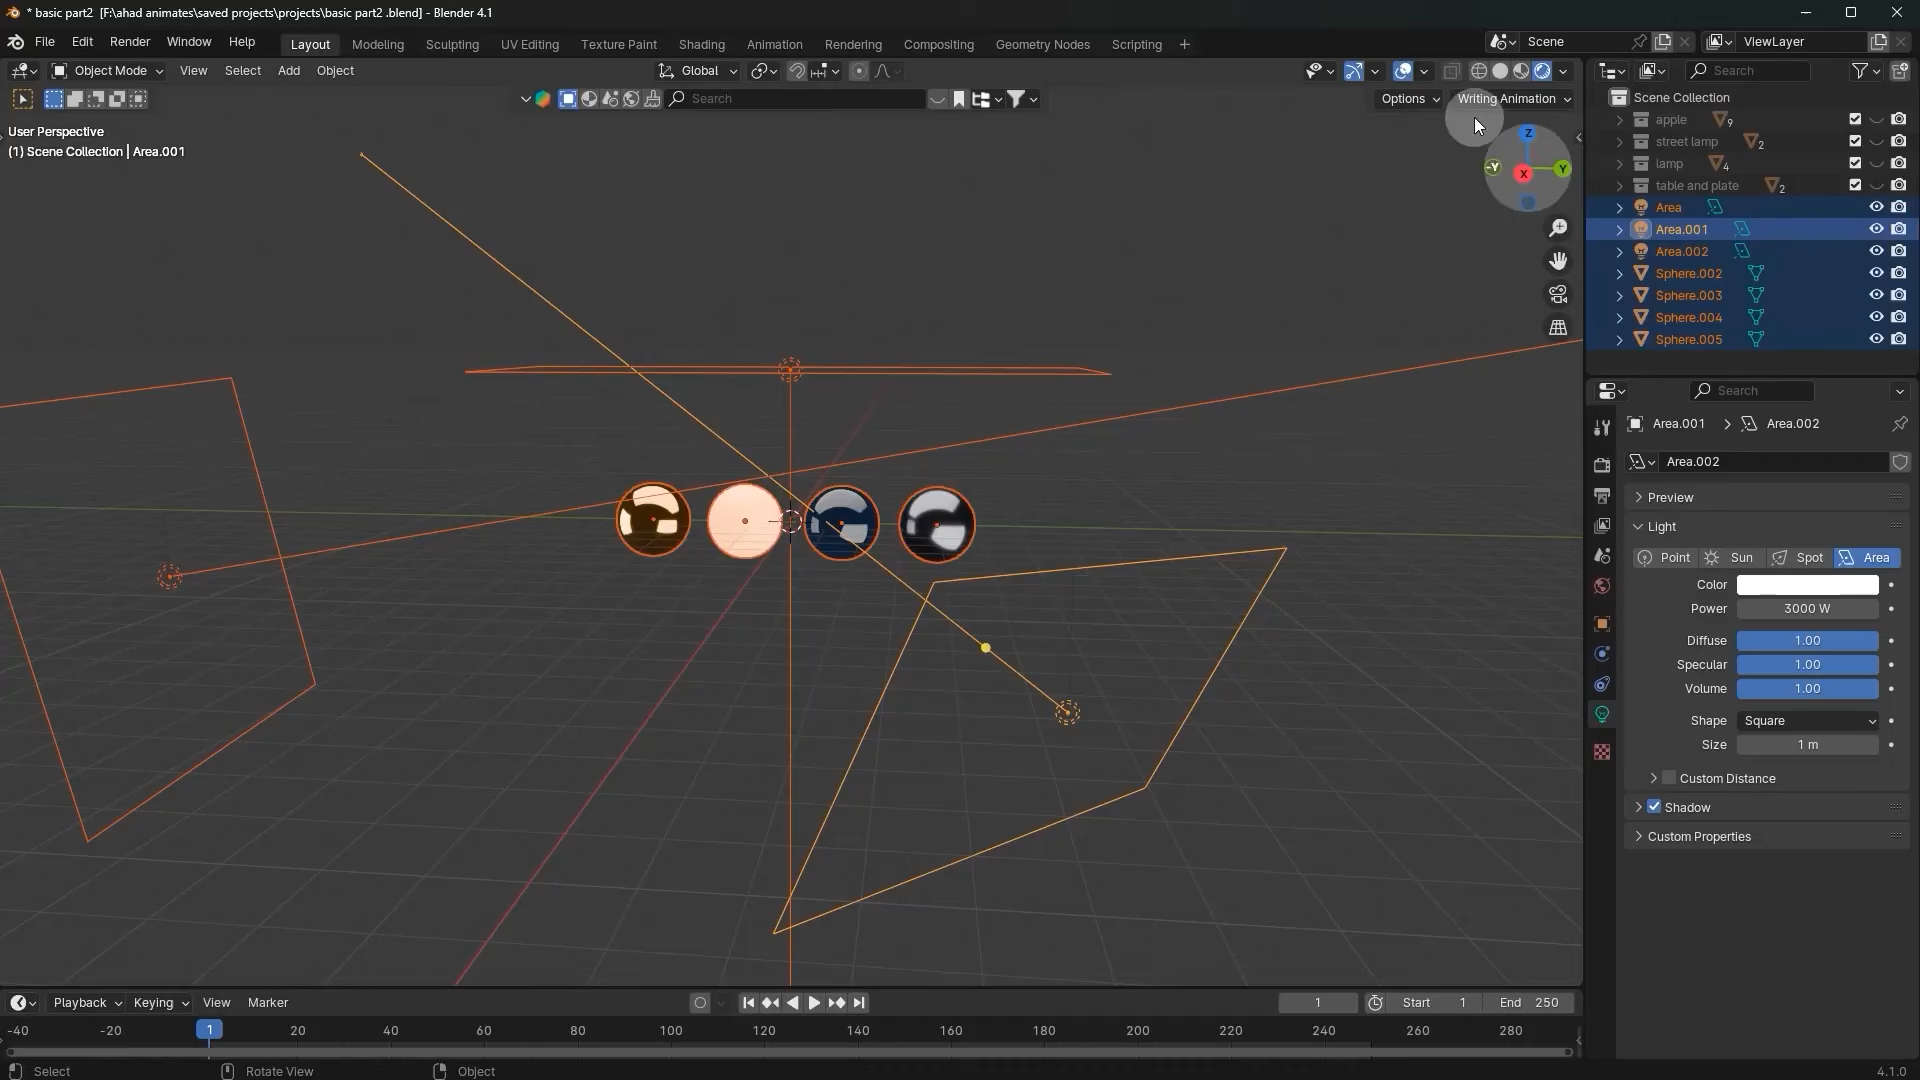 * basic part2  [F:\ahad animates\saved projects\projects\basic part2 .blend] - Blender 4.1
File Edit Render Window Help Layout Modeling Sculpting UV Editing Texture Paint Shading Animation Rendering Compositing Geometry Nodes Scripting + Scene ViewLayer
Object Mode View Select Add Object Global Search
Search Options Writing Animation
User Perspective
(1) Scene Collection | Area.001
Z
-Y X Y
Scene Collection
apple 9
street lamp 2
lamp 4
table and plate 2
Area
Area.001
Area.002
Sphere.002
Sphere.003
Sphere.004
Sphere.005
Search
Area.001 > Area.002
Area.002
Preview
Light
Point Sun Spot Area
Color
Power 3000 W
Diffuse 1.00
Specular 1.00
Volume 1.00
Shape Square
Size 1 m
Custom Distance
Shadow
Custom Properties
Playback Keying View Marker 1 Start 1 End 250
-40 -20 1 20 40 60 80 100 120 140 160 180 200 220 240 260 280
Select Rotate View Object 4.1.0